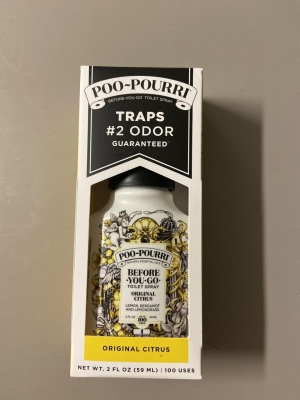 POO-POURRI
BEFORE-YOU-GO® TOILET SPRAY
TRAPS
#2 ODOR
GUARANTEED
POO-POURRI
BEFORE
-YOU-GO-
TOILET SPRAY
ORIGINAL
CITRUS
LEMON, BERGAMOT
AND LEMONGRASS
ORIGINAL CITRUS
NET WT. 2 FL OZ (59 ML) | 100 USES